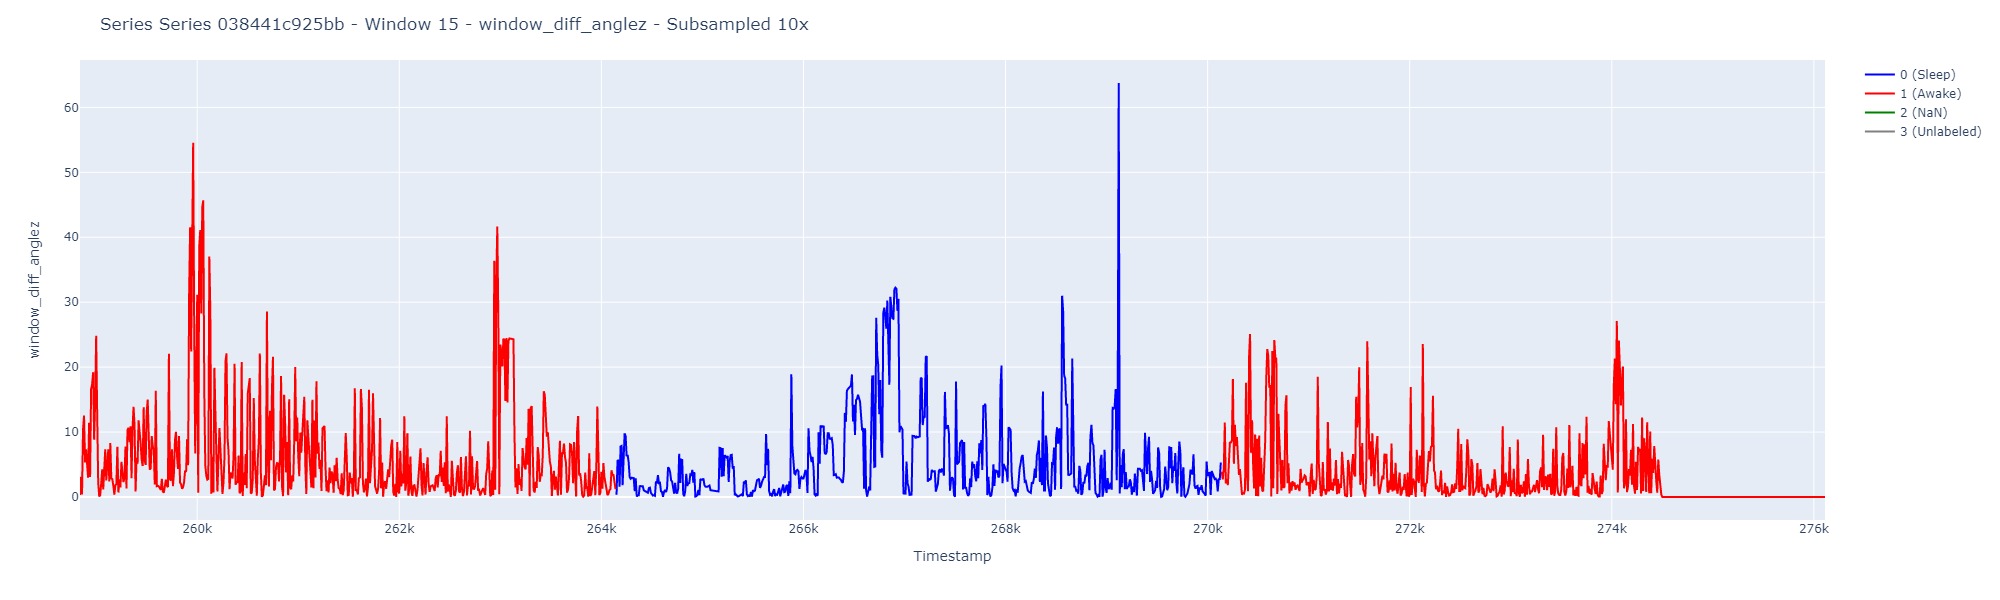 Series Series 038441c925bb - Window 15 - window_diff_anglez - Subsampled 10x
0 (Sleep)
1 (Awake)
2 (NaN)
3 (Unlabeled)
window_diff_anglez
60
50
40
30
20
10
0
260k 262k 264k 266k 268k 270k 272k 274k 276k
Timestamp